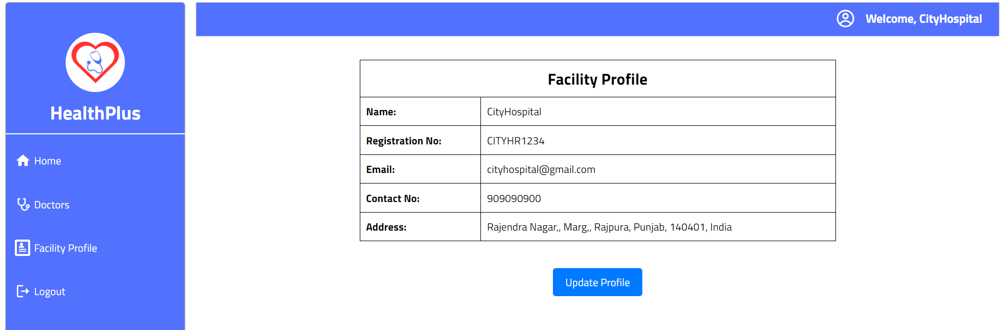 HealthPlus
Home
Doctors
Facility Profile
Logout
Welcome, CityHospital
Facility Profile
Name: CityHospital
Registration No: CITYHR1234
Email: cityhospital@gmail.com
Contact No: 909090900
Address: Rajendra Nagar,, Marg,, Rajpura, Punjab, 140401, India
Update Profile